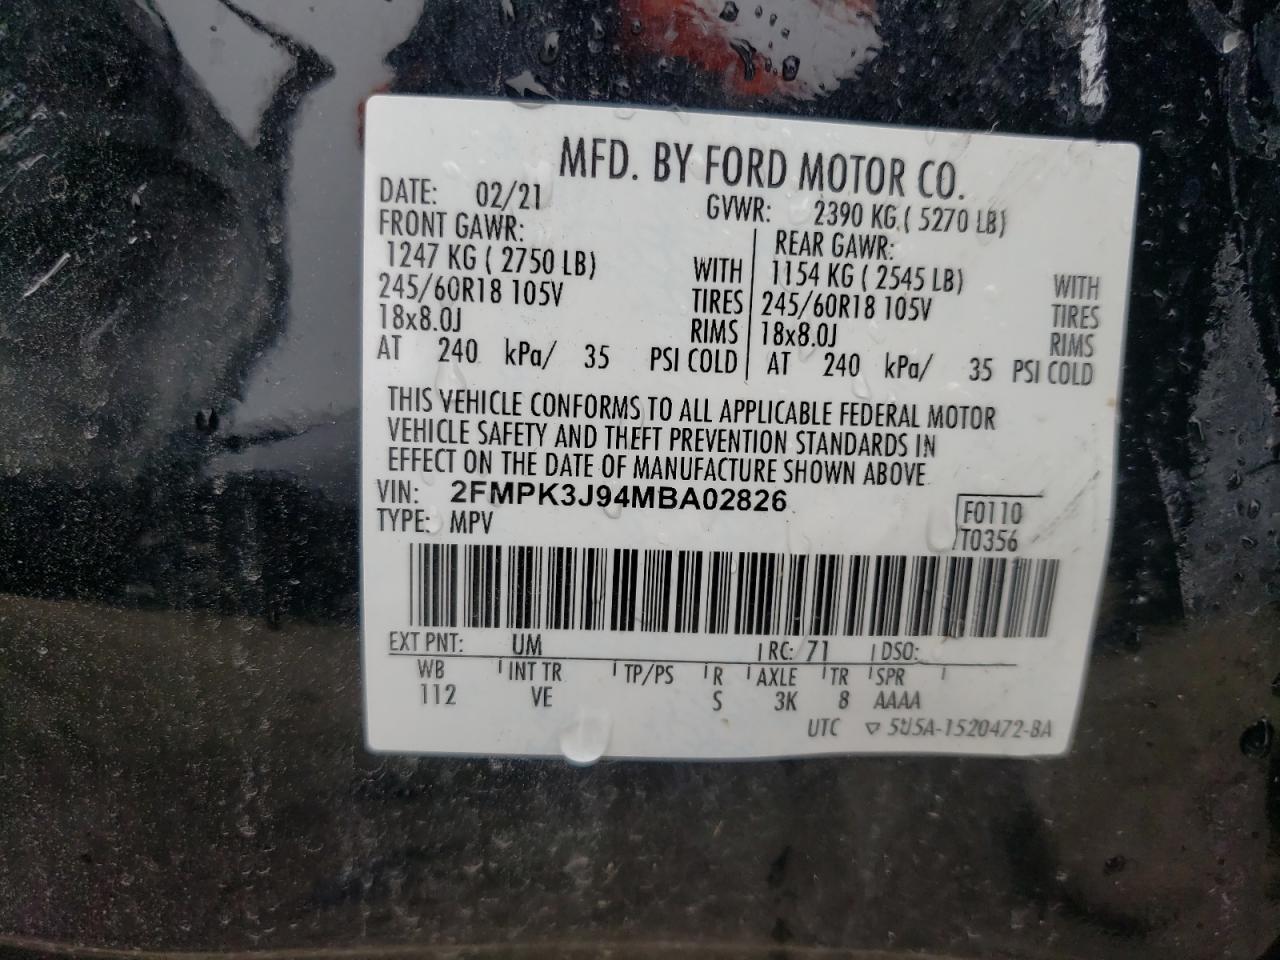 MFD. BY FORD MOTOR CO.
DATE: 02/21 GVWR: 2390 KG ( 5270 LB)
FRONT GAWR: REAR GAWR:
1247 KG ( 2750 LB) WITH 1154 KG ( 2545 LB) WITH
245/60R18 105V TIRES 245/60R18 105V TIRES
18x8.0J RIMS 18x8.0J RIMS
AT 240 kPa/ 35 PSI COLD AT 240 kPa/ 35 PSI COLD
THIS VEHICLE CONFORMS TO ALL APPLICABLE FEDERAL MOTOR
VEHICLE SAFETY AND THEFT PREVENTION STANDARDS IN
EFFECT ON THE DATE OF MANUFACTURE SHOWN ABOVE
VIN: 2FMPK3J94MBA02826 F0110
TYPE: MPV T0356
EXT PNT: UM RC: 71 DSO:
WB INT TR TP/PS R AXLE TR SPR
112 VE S 3K 8 AAAA
UTC ▽ 5U5A-1520472-BA